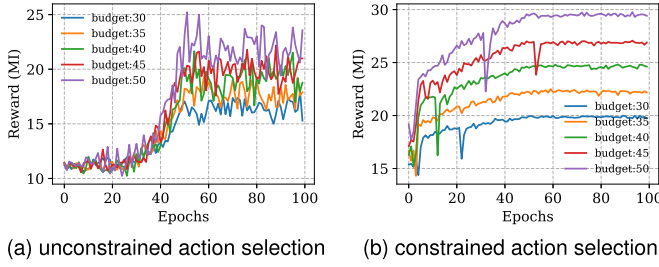 25
20
15
10
Reward (MI)
budget:30
budget:35
budget:40
budget:45
budget:50
0 20 40 60 80 100
Epochs
(a) unconstrained action selection
30
25
20
15
Reward (MI)
budget:30
budget:35
budget:40
budget:45
budget:50
0 20 40 60 80 100
Epochs
(b) constrained action selection